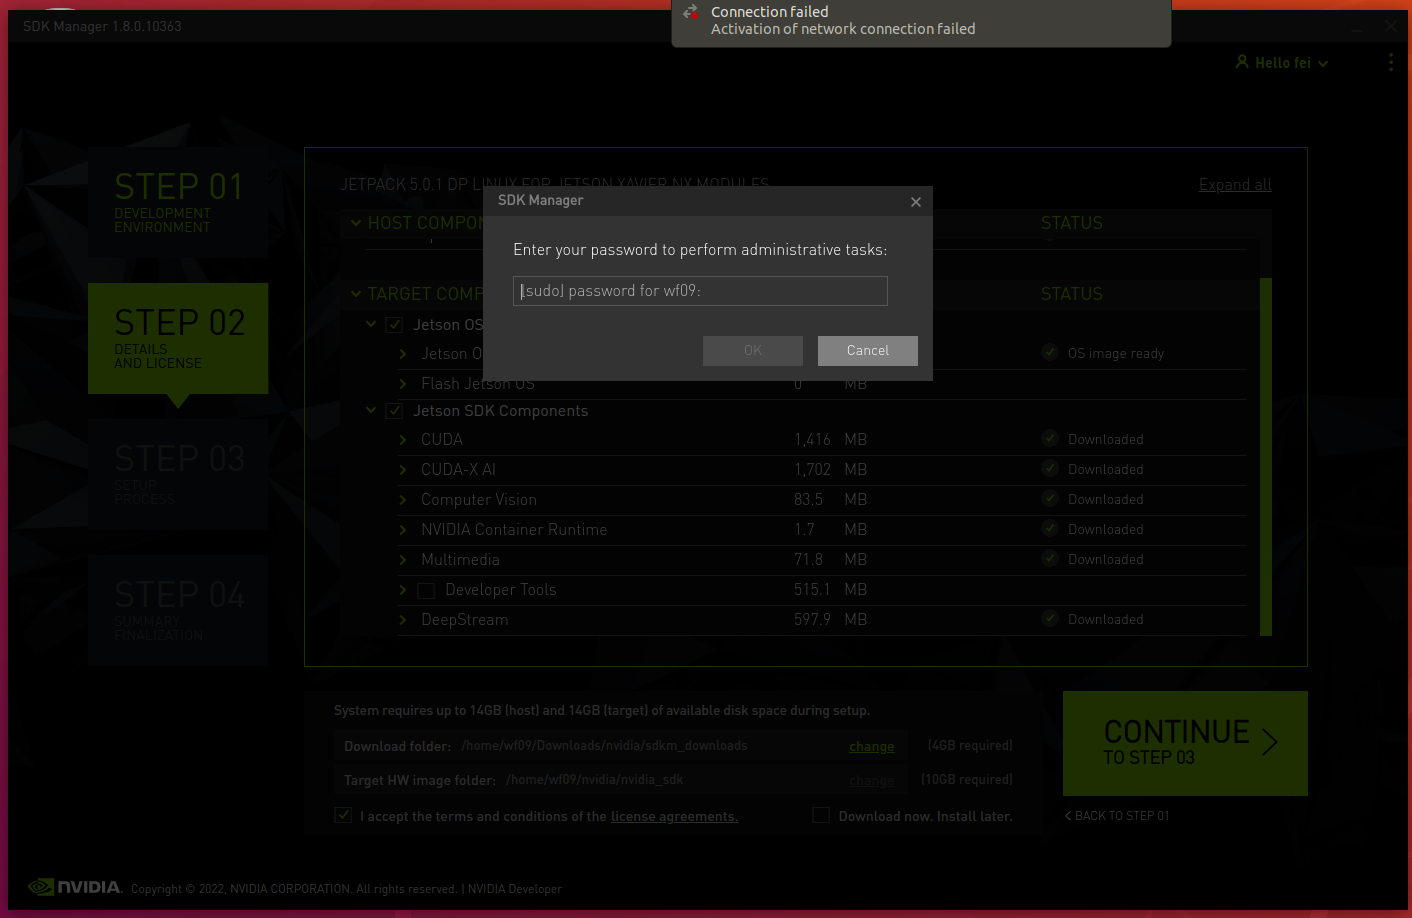 Connection failed
Activation of network connection failed
SDK Manager 1.8.0.10363
Hello fei
STEP 01
DEVELOPMENT
ENVIRONMENT
STEP 02
DETAILS
AND LICENSE
STEP 03
SETUP
PROCESS
STEP 04
SUMMARY
FINALIZATION
JETPACK 5.0.1 DP LINUX FOR JETSON XAVIER NX MODULES
Expand all
HOST COMPON
STATUS
SDK Manager
Enter your password to perform administrative tasks:
[sudo] password for wf09:
OK
Cancel
TARGET COMP
STATUS
Jetson OS
Jetson O
OS image ready
Flash Jetson OS 0 MB
Jetson SDK Components
CUDA 1,416 MB Downloaded
CUDA-X AI 1,702 MB Downloaded
Computer Vision 83.5 MB Downloaded
NVIDIA Container Runtime 1.7 MB Downloaded
Multimedia 71.8 MB Downloaded
Developer Tools 515.1 MB
DeepStream 597.9 MB Downloaded
System requires up to 14GB (host) and 14GB (target) of available disk space during setup.
Download folder: /home/wf09/Downloads/nvidia/sdkm_downloads change (4GB required)
Target HW image folder: /home/wf09/nvidia/nvidia_sdk change (10GB required)
I accept the terms and conditions of the license agreements.
Download now. Install later.
CONTINUE
TO STEP 03
BACK TO STEP 01
NVIDIA. Copyright © 2022, NVIDIA CORPORATION. All rights reserved. | NVIDIA Developer